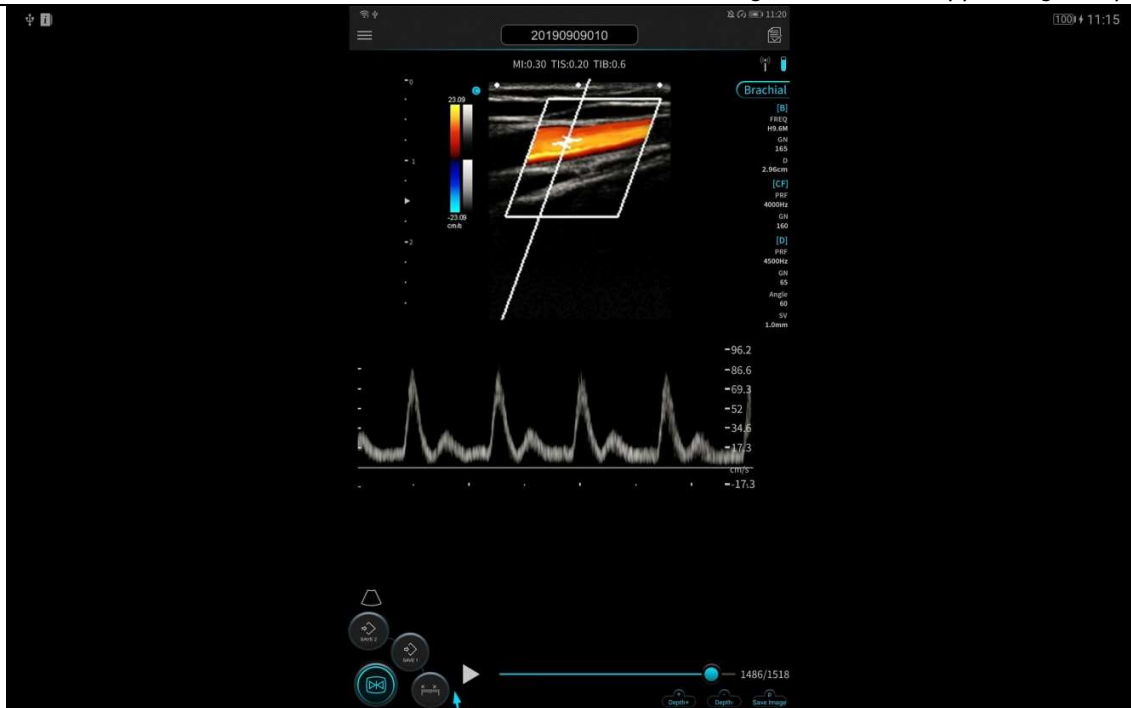 11:20
100 11:15
20190909010
MI:0.30 TIS:0.20 TIB:0.6
Brachial
0
23.09
-23.09
cm/s
1
2
[B]
FREQ
H9.6M
GN
165
D
2.96cm
[CF]
PRF
4000Hz
GN
160
[D]
PRF
4500Hz
GN
65
Angle
60
SV
1.0mm
96.2
86.6
69.3
52
34.6
17.3
cm/s
-17.3
SAVE 2
SAVE 1
1486/1518
Depth+
Depth-
Save Image